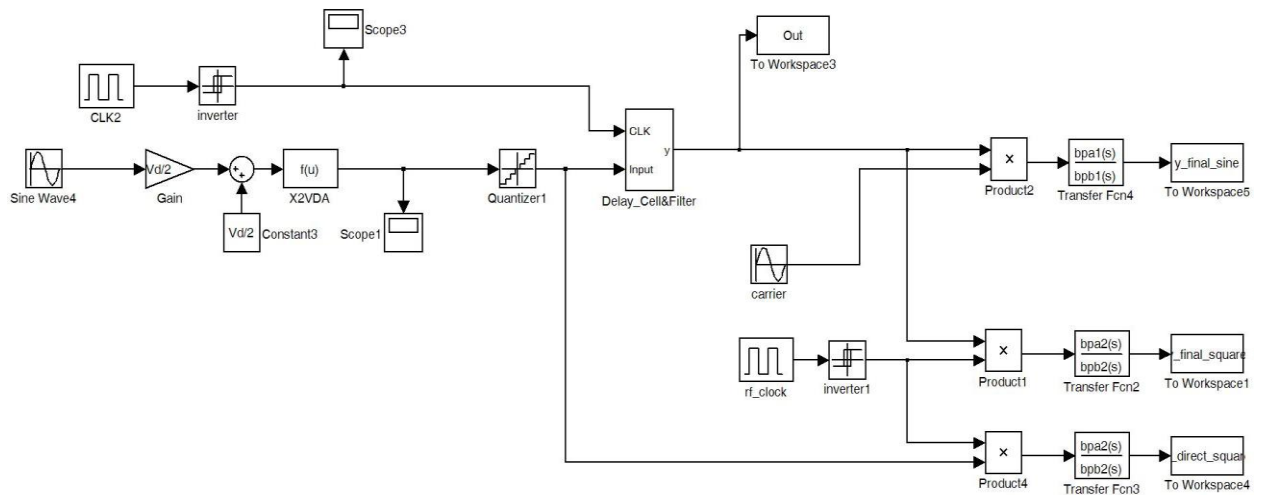 Scope3
Out
To Workspace3
CLK2
inverter
CLK
y
Input
Delay_Cell&Filter
Sine Wave4
Vd/2
Gain
+
+
Vd/2
Constant3
f(u)
X2VDA
Scope1
Quantizer1
×
Product2
bpa1(s)
bpb1(s)
Transfer Fcn4
y_final_sine
To Workspace5
carrier
rf_clock
inverter1
×
Product1
bpa2(s)
bpb2(s)
Transfer Fcn2
_final_square
To Workspace1
×
Product4
bpa2(s)
bpb2(s)
Transfer Fcn3
_direct_squar
To Workspace4